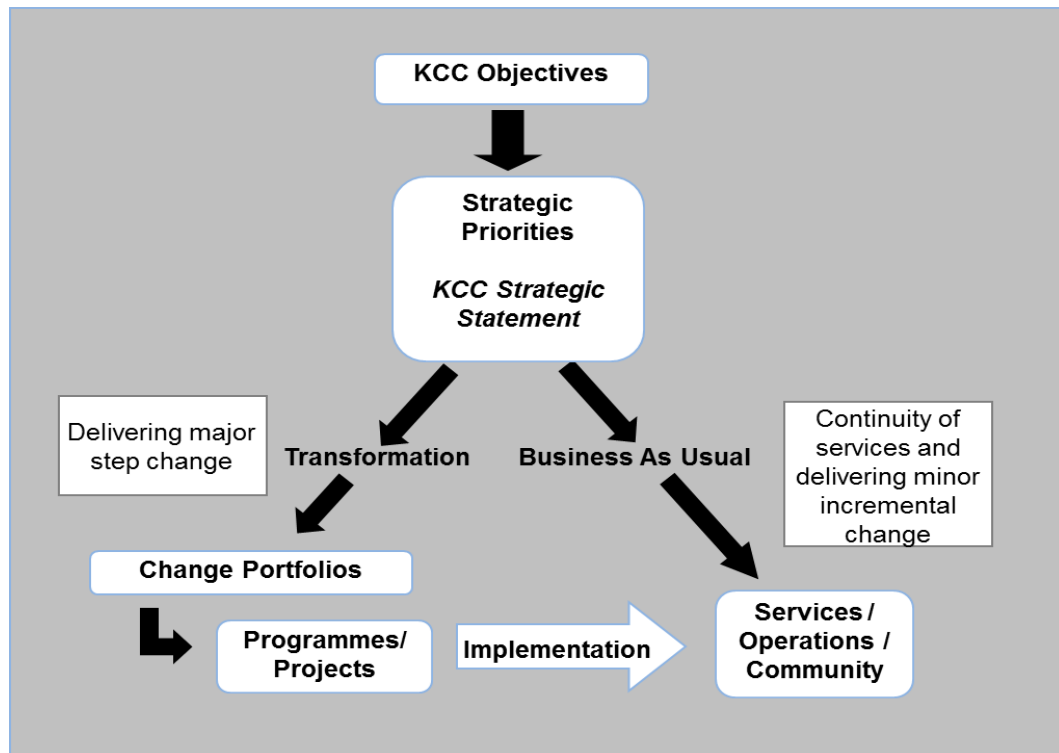 KCC Objectives
Strategic
Priorities
KCC Strategic
Statement
Delivering major
step change
Transformation
Business As Usual
Continuity of
services and
delivering minor
incremental
change
Change Portfolios
Programmes/
Projects
Implementation
Services /
Operations /
Community